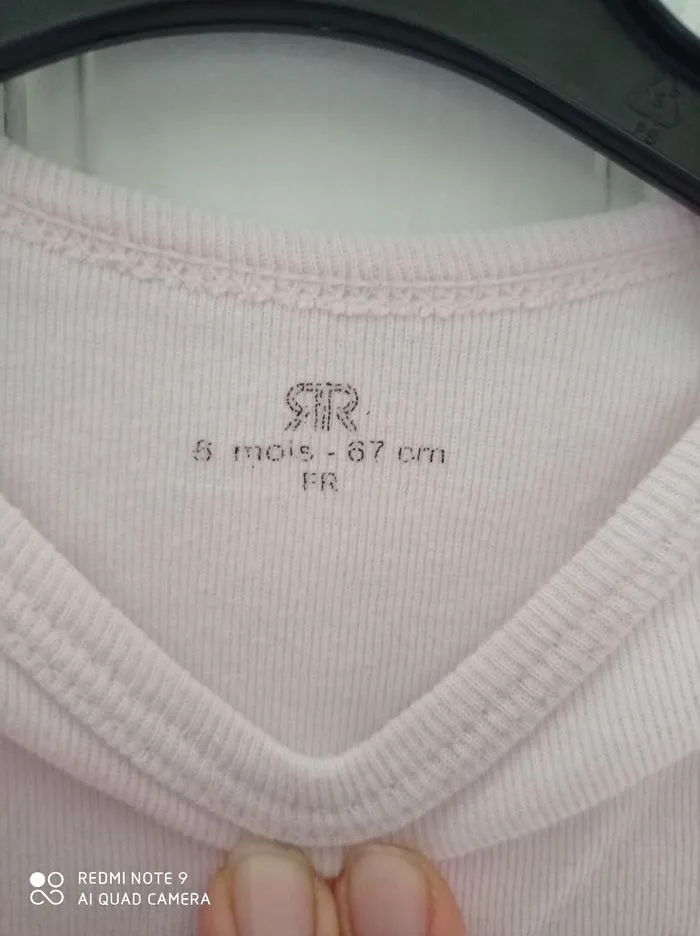 6 mois - 67 cm
FR
REDMI NOTE 9
AI QUAD CAMERA